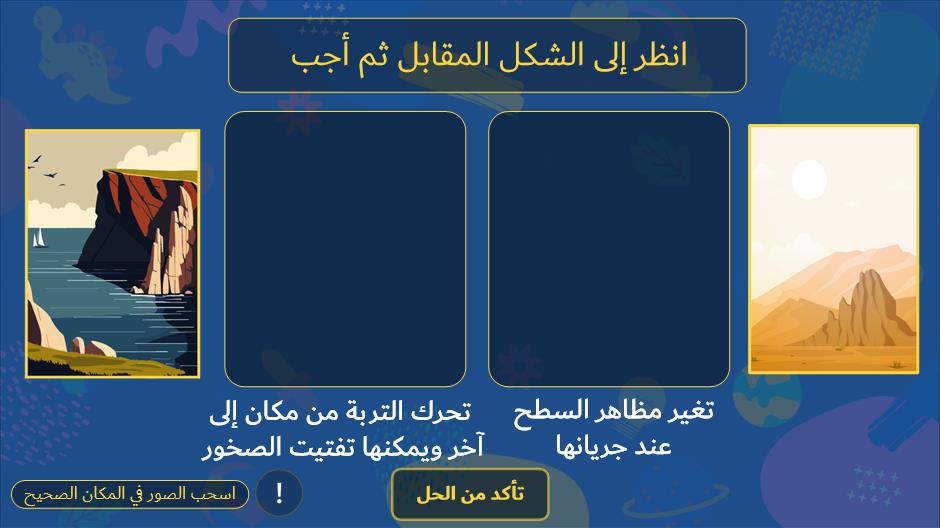 انظر إلى الشكل المقابل ثم أجب
تغير مظاهر السطح
عند جريانها
تحرك التربة من مكان إلى
آخر ويمكنها تفتيت الصخور
تأكد من الحل
!
اسحب الصور في المكان الصحيح